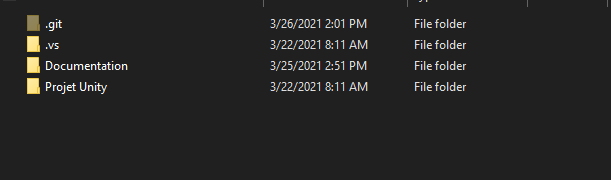 .git 3/26/2021 2:01 PM File folder
.vs 3/22/2021 8:11 AM File folder
Documentation 3/25/2021 2:51 PM File folder
Projet Unity 3/22/2021 8:11 AM File folder